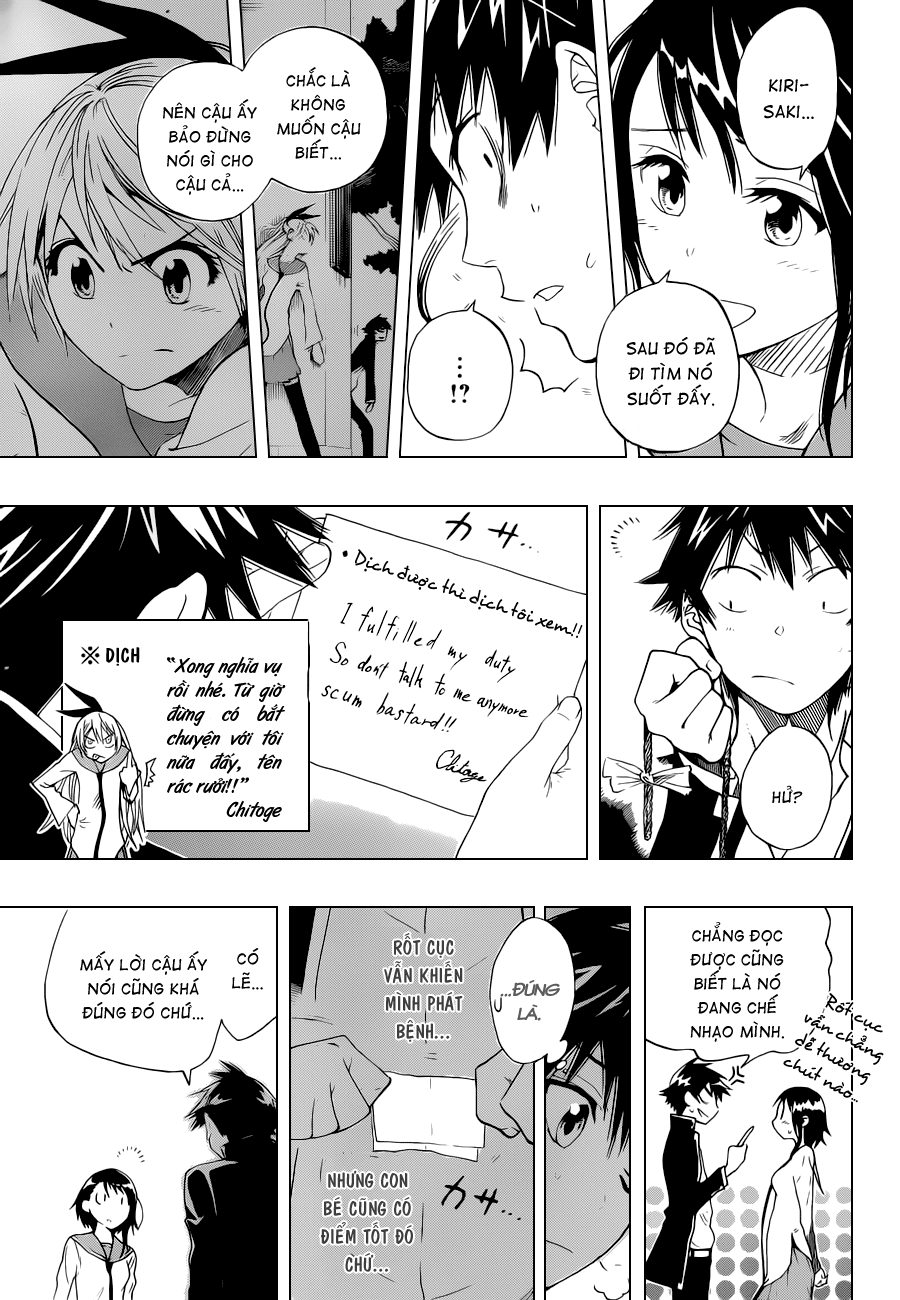 KIRI-
SAKI...
SAU ĐÓ ĐÃ
ĐI TÌM NÓ
SUỐT ĐẤY.
...
!?
CHẮC LÀ
KHÔNG
MUỐN CẬU
BIẾT...
NÊN CẬU ẤY
BẢO ĐỪNG
NÓI GÌ CHO
CẬU CẢ...
HỬ?
カサ...
• Dịch được thì dịch tôi xem!!
I fulfilled my duty
So don't talk to me anymore
scum bastard!!
Chitoge
※ DỊCH
“Xong nghĩa vụ
rồi nhé. Từ giờ
đừng có bắt
chuyện với tôi
nữa đấy, tên
rác rưởi!!”
Chitoge
CHẲNG ĐỌC
ĐƯỢC CŨNG
BIẾT LÀ NÓ
ĐANG CHẾ
NHẠO MÌNH.
Rốt cục
vẫn chẳng
dễ thương
chút nào...
...ĐÚNG
LÀ.
RỐT CỤC
VẪN KHIẾN
MÌNH PHÁT
BỆNH...
カサ...
NHƯNG CON
BÉ CŨNG CÓ
ĐIỂM TỐT ĐÓ
CHỨ...
CÓ
LẼ...
MẤY LỜI CẬU ẤY
NÓI CŨNG KHÁ
ĐÚNG ĐÓ CHỨ...